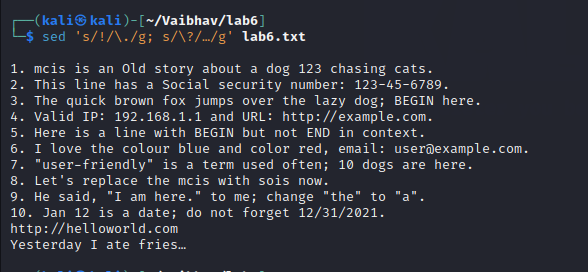 ┌──(kali㉿kali)-[~/Vaibhav/lab6]
└─$ sed 's/!/\./g; s/\?/…/g' lab6.txt
1. mcis is an Old story about a dog 123 chasing cats.
2. This line has a Social security number: 123-45-6789.
3. The quick brown fox jumps over the lazy dog; BEGIN here.
4. Valid IP: 192.168.1.1 and URL: http://example.com.
5. Here is a line with BEGIN but not END in context.
6. I love the colour blue and color red, email: user@example.com.
7. "user-friendly" is a term used often; 10 dogs are here.
8. Let's replace the mcis with sois now.
9. He said, "I am here." to me; change "the" to "a".
10. Jan 12 is a date; do not forget 12/31/2021.
http://helloworld.com
Yesterday I ate fries…